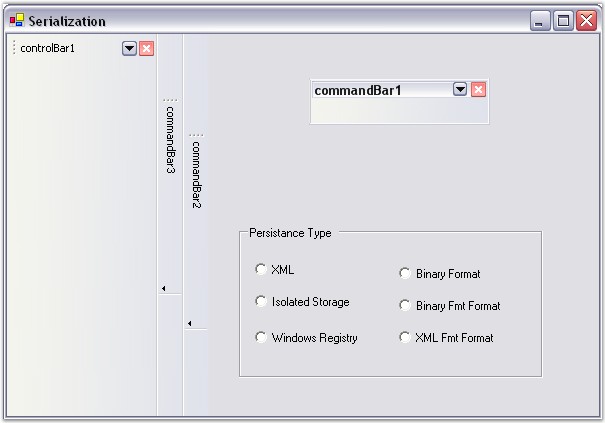 Serialization
controlBar1
commandBar3
commandBar2
commandBar1
Persistance Type
XML
Binary Format
Isolated Storage
Binary Fmt Format
Windows Registry
XML Fmt Format